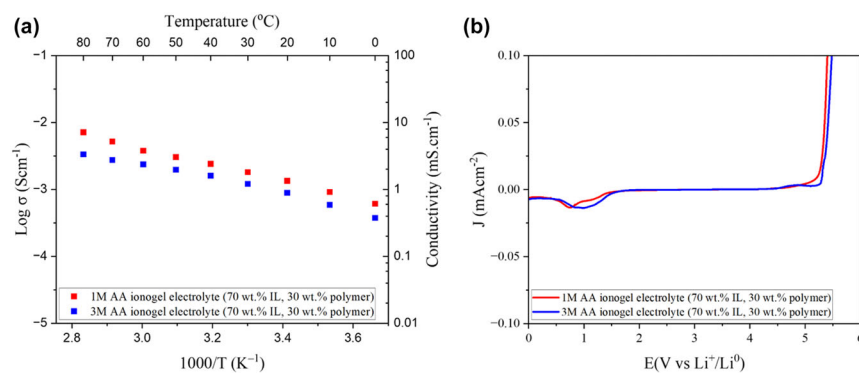 (a)
Temperature (⁰C)
80 70 60 50 40 30 20 10 0
Log σ (Scm⁻¹)
−1
−2
−3
−4
−5
Conductivity (mS.cm⁻¹)
100
10
1
0.1
0.01
1M AA ionogel electrolyte (70 wt.% IL, 30 wt.% polymer)
3M AA ionogel electrolyte (70 wt.% IL, 30 wt.% polymer)
2.8 3.0 3.2 3.4 3.6
1000/T (K⁻¹)
(b)
J (mAcm⁻²)
0.10
0.05
0.00
−0.05
−0.10
1M AA ionogel electrolyte (70 wt.% IL, 30 wt.% polymer)
3M AA ionogel electrolyte (70 wt.% IL, 30 wt.% polymer)
0 1 2 3 4 5 6
E(V vs Li⁺/Li⁰)